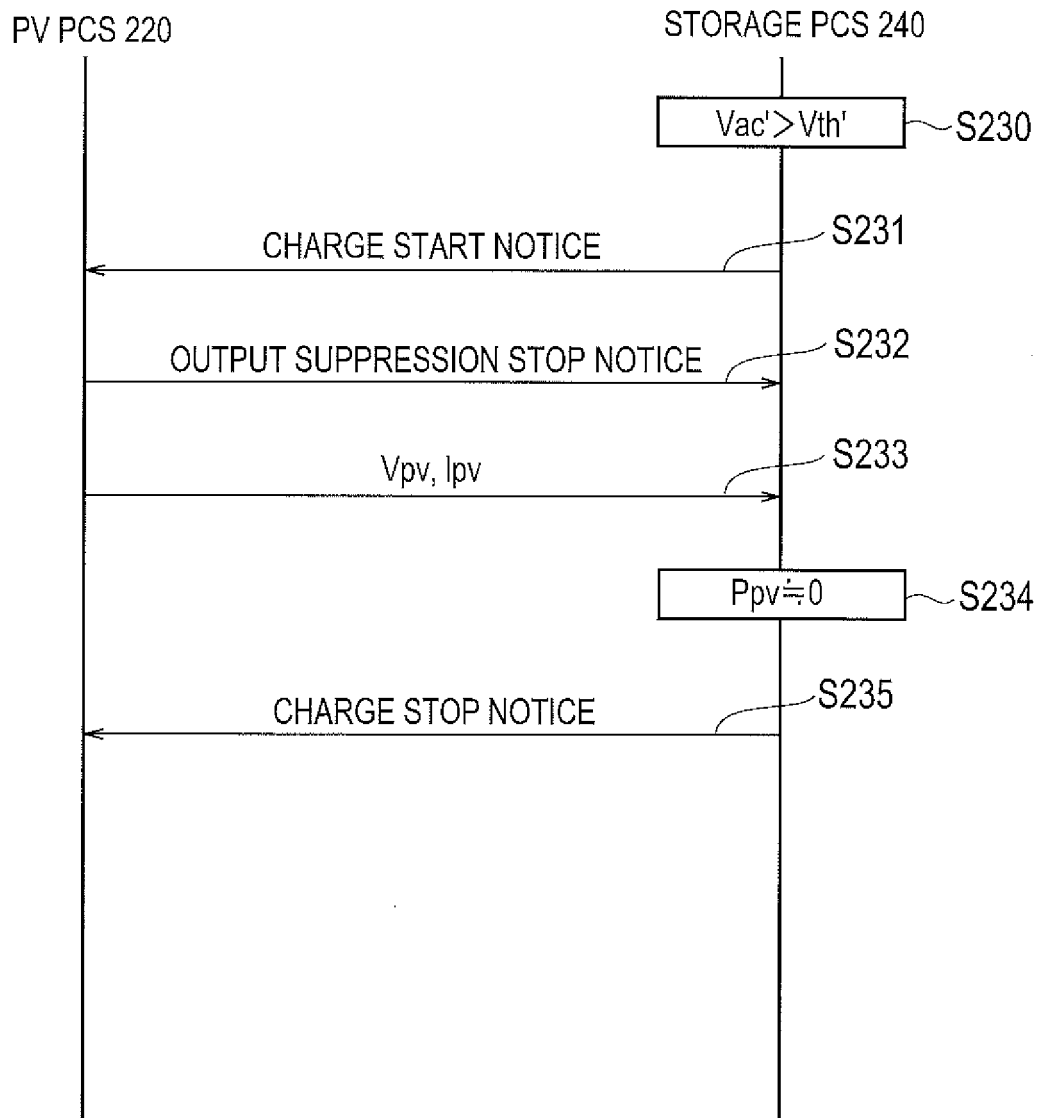 PV PCS 220
STORAGE PCS 240
Vac'>Vth'
S230
S231
CHARGE START NOTICE
S232
OUTPUT SUPPRESSION STOP NOTICE
S233
Vpv, Ipv
Ppv≒0
S234
S235
CHARGE STOP NOTICE